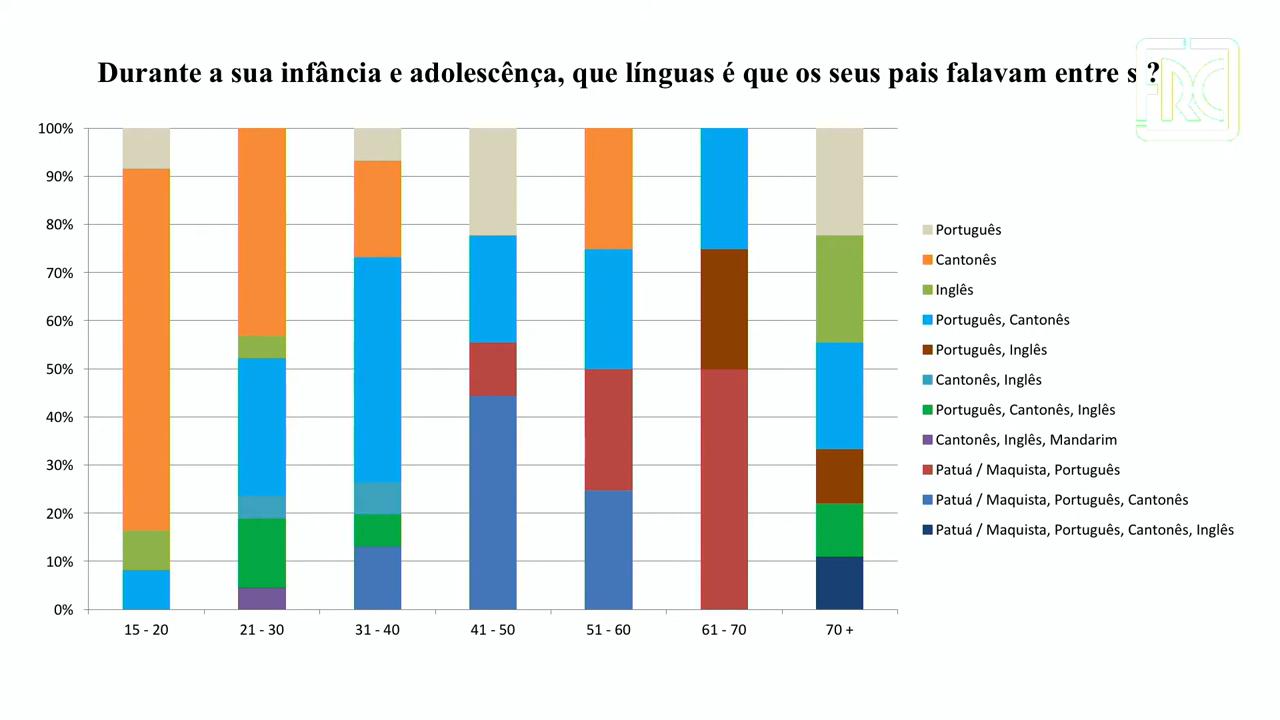 Durante a sua infância e adolescênça, que línguas é que os seus pais falavam entre s ?
100%
90%
80%
70%
60%
50%
40%
30%
20%
10%
0%
15 - 20 21 - 30 31 - 40 41 - 50 51 - 60 61 - 70 70 +
Português
Cantonês
Inglês
Português, Cantonês
Português, Inglês
Cantonês, Inglês
Português, Cantonês, Inglês
Cantonês, Inglês, Mandarim
Patuá / Maquista, Português
Patuá / Maquista, Português, Cantonês
Patuá / Maquista, Português, Cantonês, Inglês